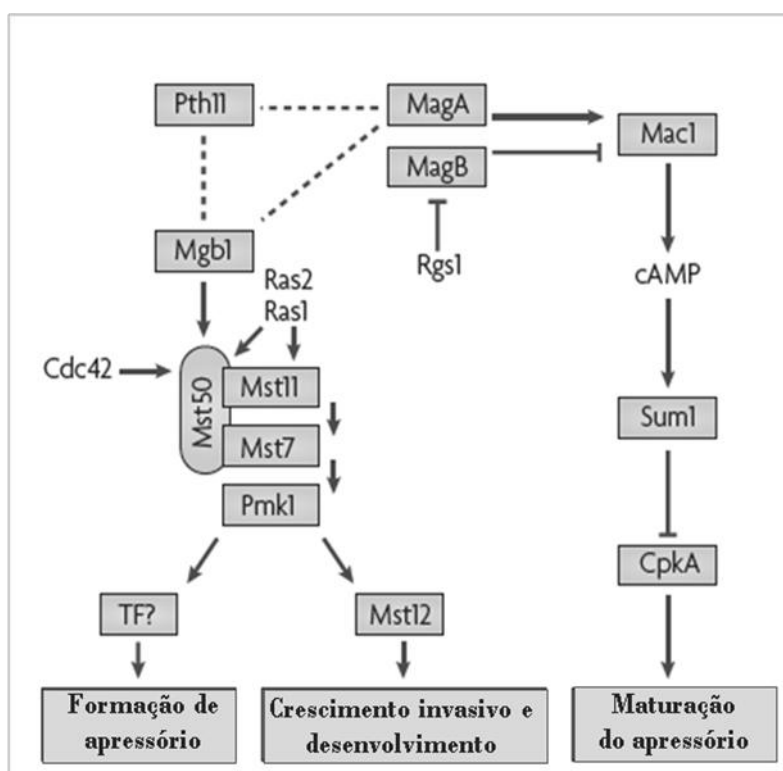 Pth11
MagA
Mac1
MagB
Mgb1
Rgs1
Ras2
cAMP
Ras1
Cdc42
Mst50
Mst11
Mst7
Sum1
Pmk1
CpkA
TF?
Mst12
Formação de
apressório
Crescimento invasivo e
desenvolvimento
Maturação
do apressório